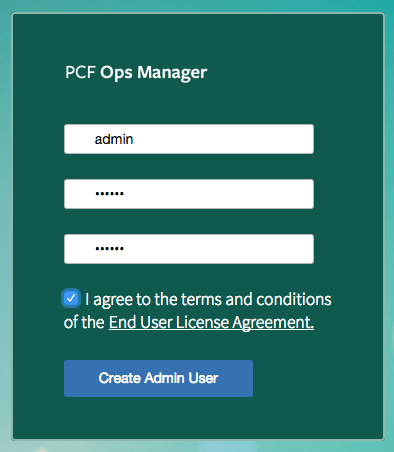 PCF Ops Manager
admin
••••••
••••••
I agree to the terms and conditions
of the End User License Agreement.
Create Admin User